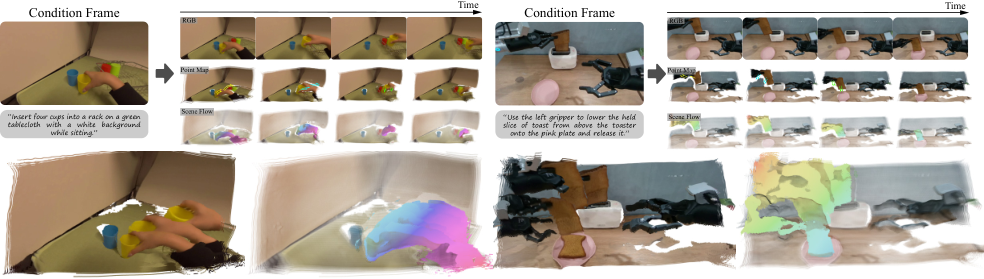 Condition Frame
Time
RGB
Point Map
Scene Flow
"Insert four cups into a rack on a green
tablecloth with a white background
while sitting."
Condition Frame
Time
RGB
Point Map
Scene Flow
"Use the left gripper to lower the held
slice of toast from above the toaster
onto the pink plate and release it."